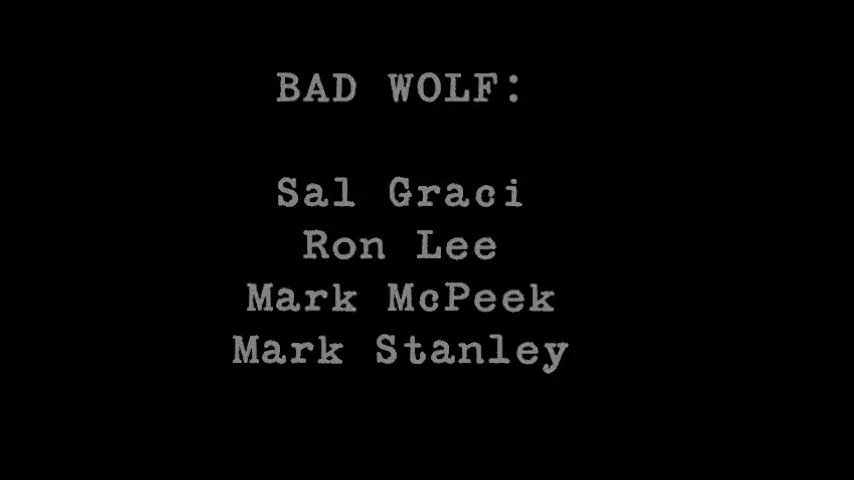 BAD WOLF:
Sal Graci
Ron Lee
Mark McPeek
Mark Stanley